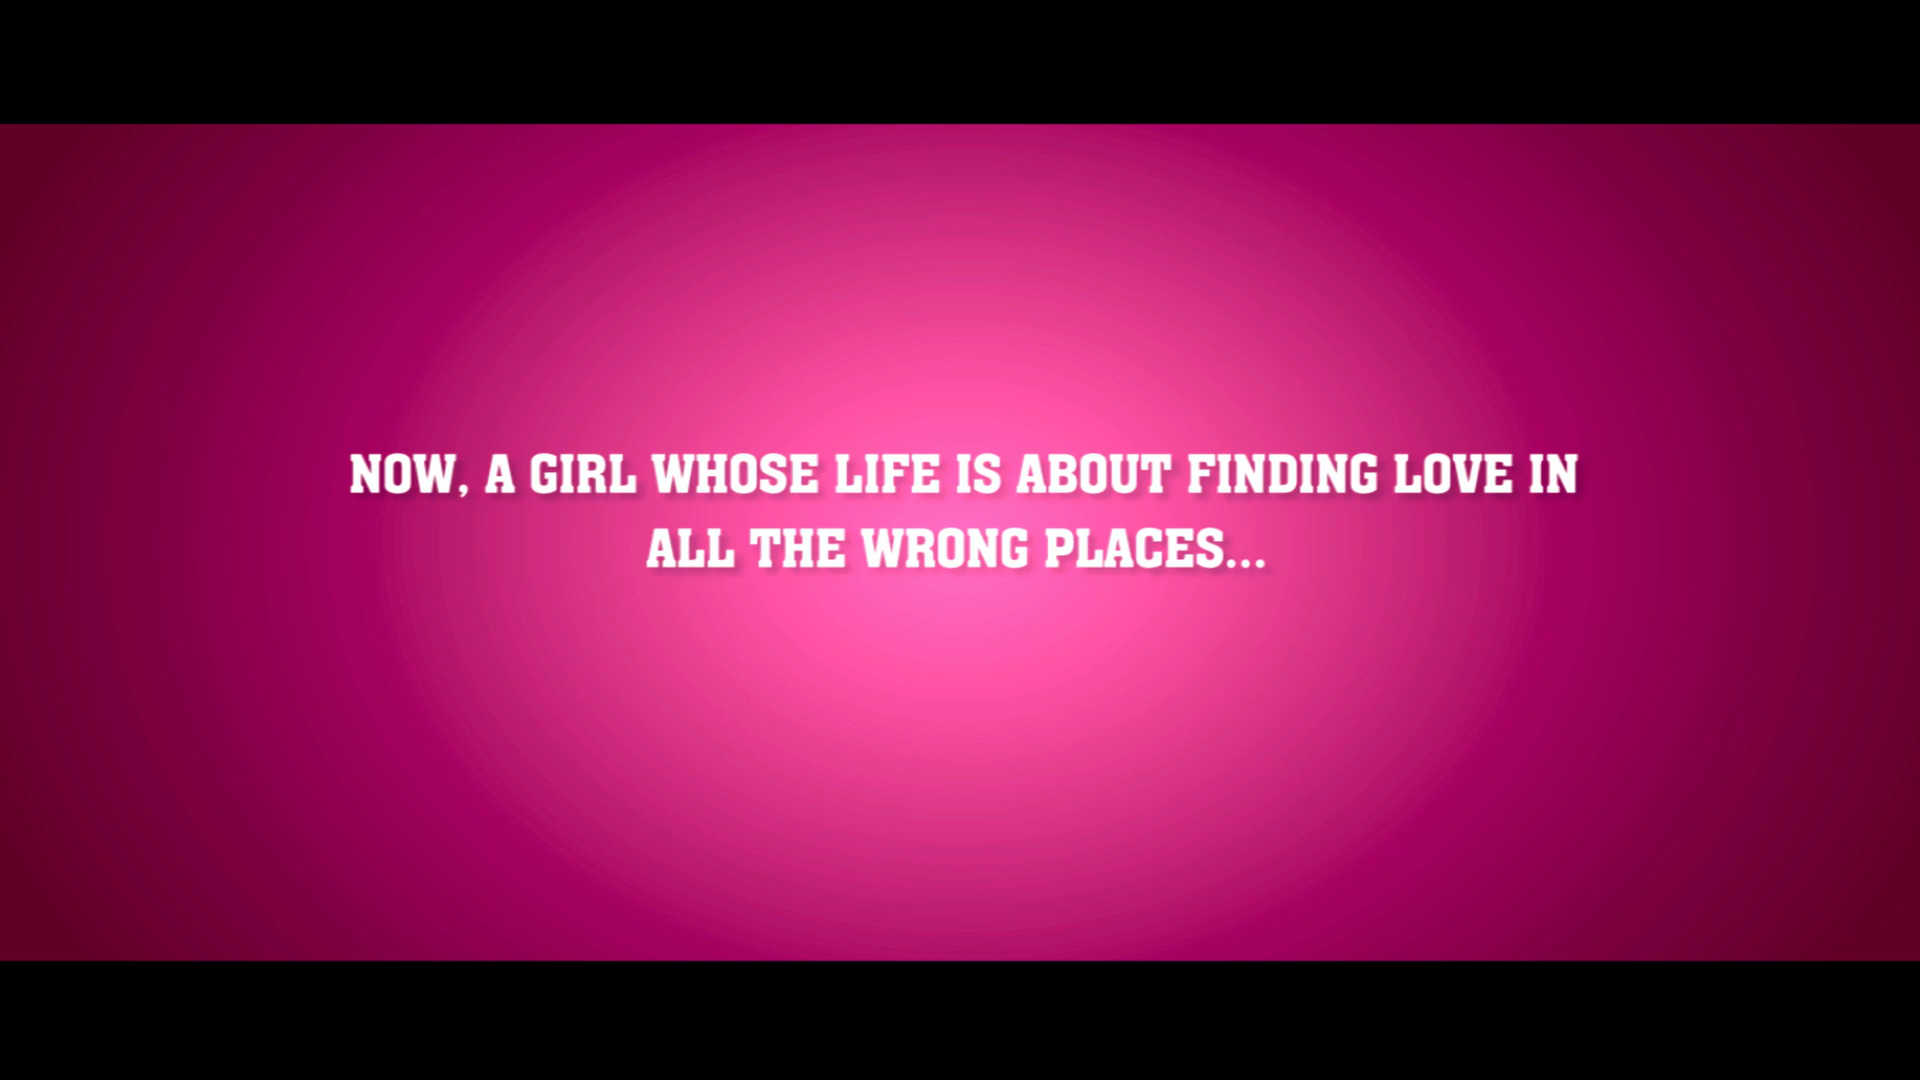 NOW, A GIRL WHOSE LIFE IS ABOUT FINDING LOVE IN
ALL THE WRONG PLACES...